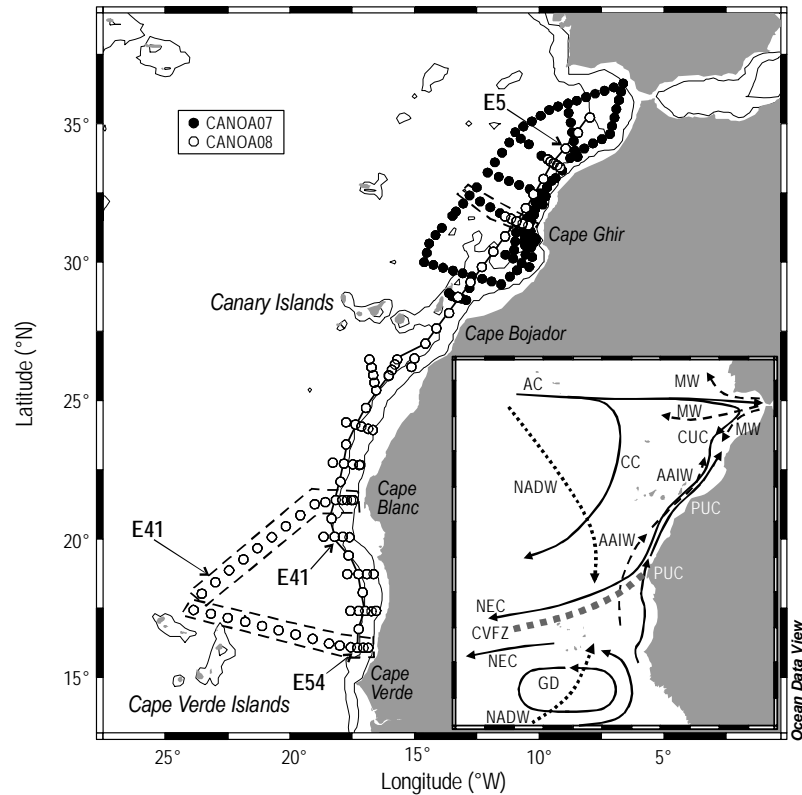 35°
30°
25°
20°
15°
Latitude (°N)
CANOA07
CANOA08
E5
Cape Ghir
Canary Islands
Cape Bojador
Cape
Blanc
E41
E41
E54
Cape
Verde
Cape Verde Islands
AC
MW
MW
MW
CUC
CC
AAIW
NADW
PUC
AAIW
PUC
NEC
CVFZ
NEC
GD
NADW
Ocean Data View
25°
20°
15°
10°
5°
Longitude (°W)